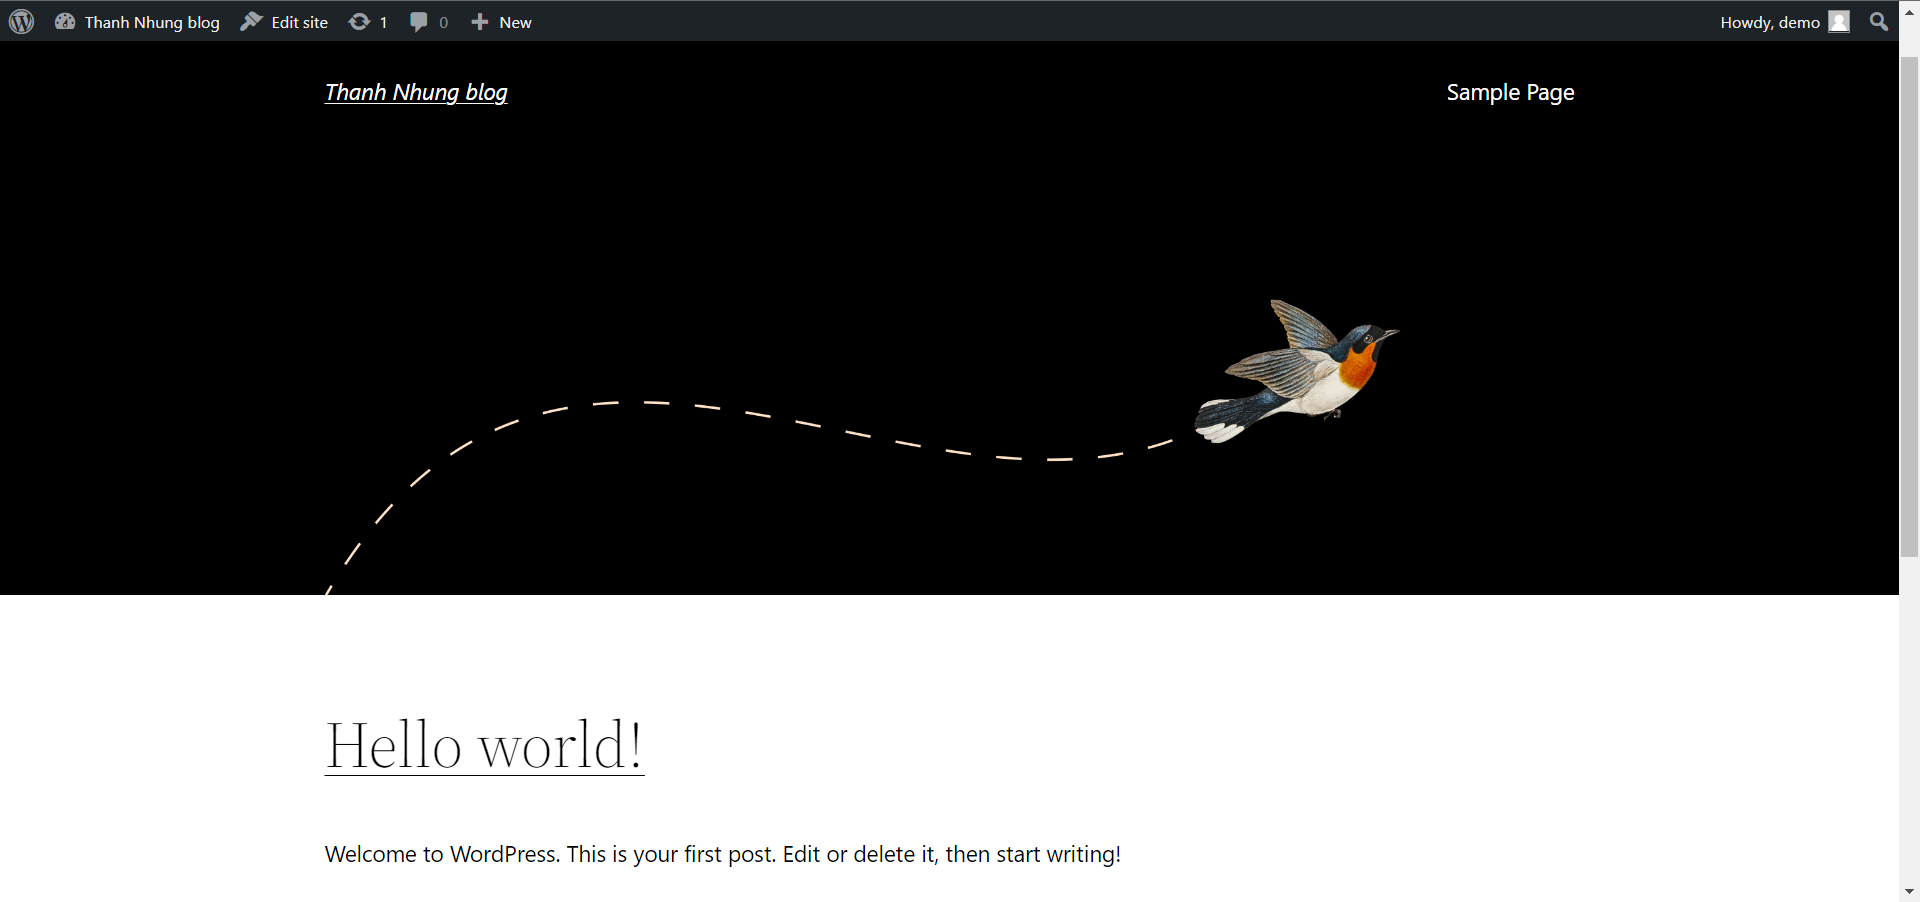 Thanh Nhung blog Edit site 1 0 New Howdy, demo
Thanh Nhung blog Sample Page
Hello world!
Welcome to WordPress. This is your first post. Edit or delete it, then start writing!